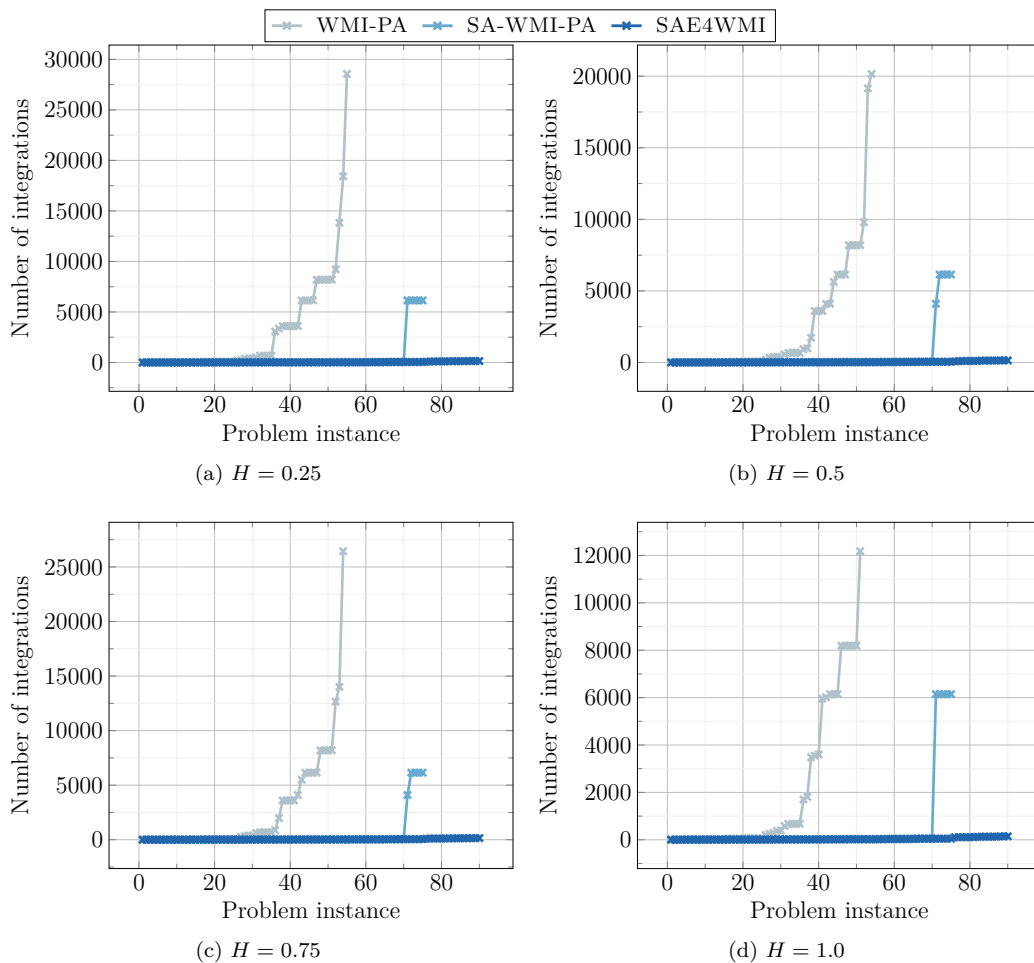 WMI-PA SA-WMI-PA SAE4WMI
Number of integrations
30000
25000
20000
15000
10000
5000
0
0 20 40 60 80
Problem instance
(a) H = 0.25
Number of integrations
20000
15000
10000
5000
0
0 20 40 60 80
Problem instance
(b) H = 0.5
Number of integrations
25000
20000
15000
10000
5000
0
0 20 40 60 80
Problem instance
(c) H = 0.75
Number of integrations
12000
10000
8000
6000
4000
2000
0
0 20 40 60 80
Problem instance
(d) H = 1.0